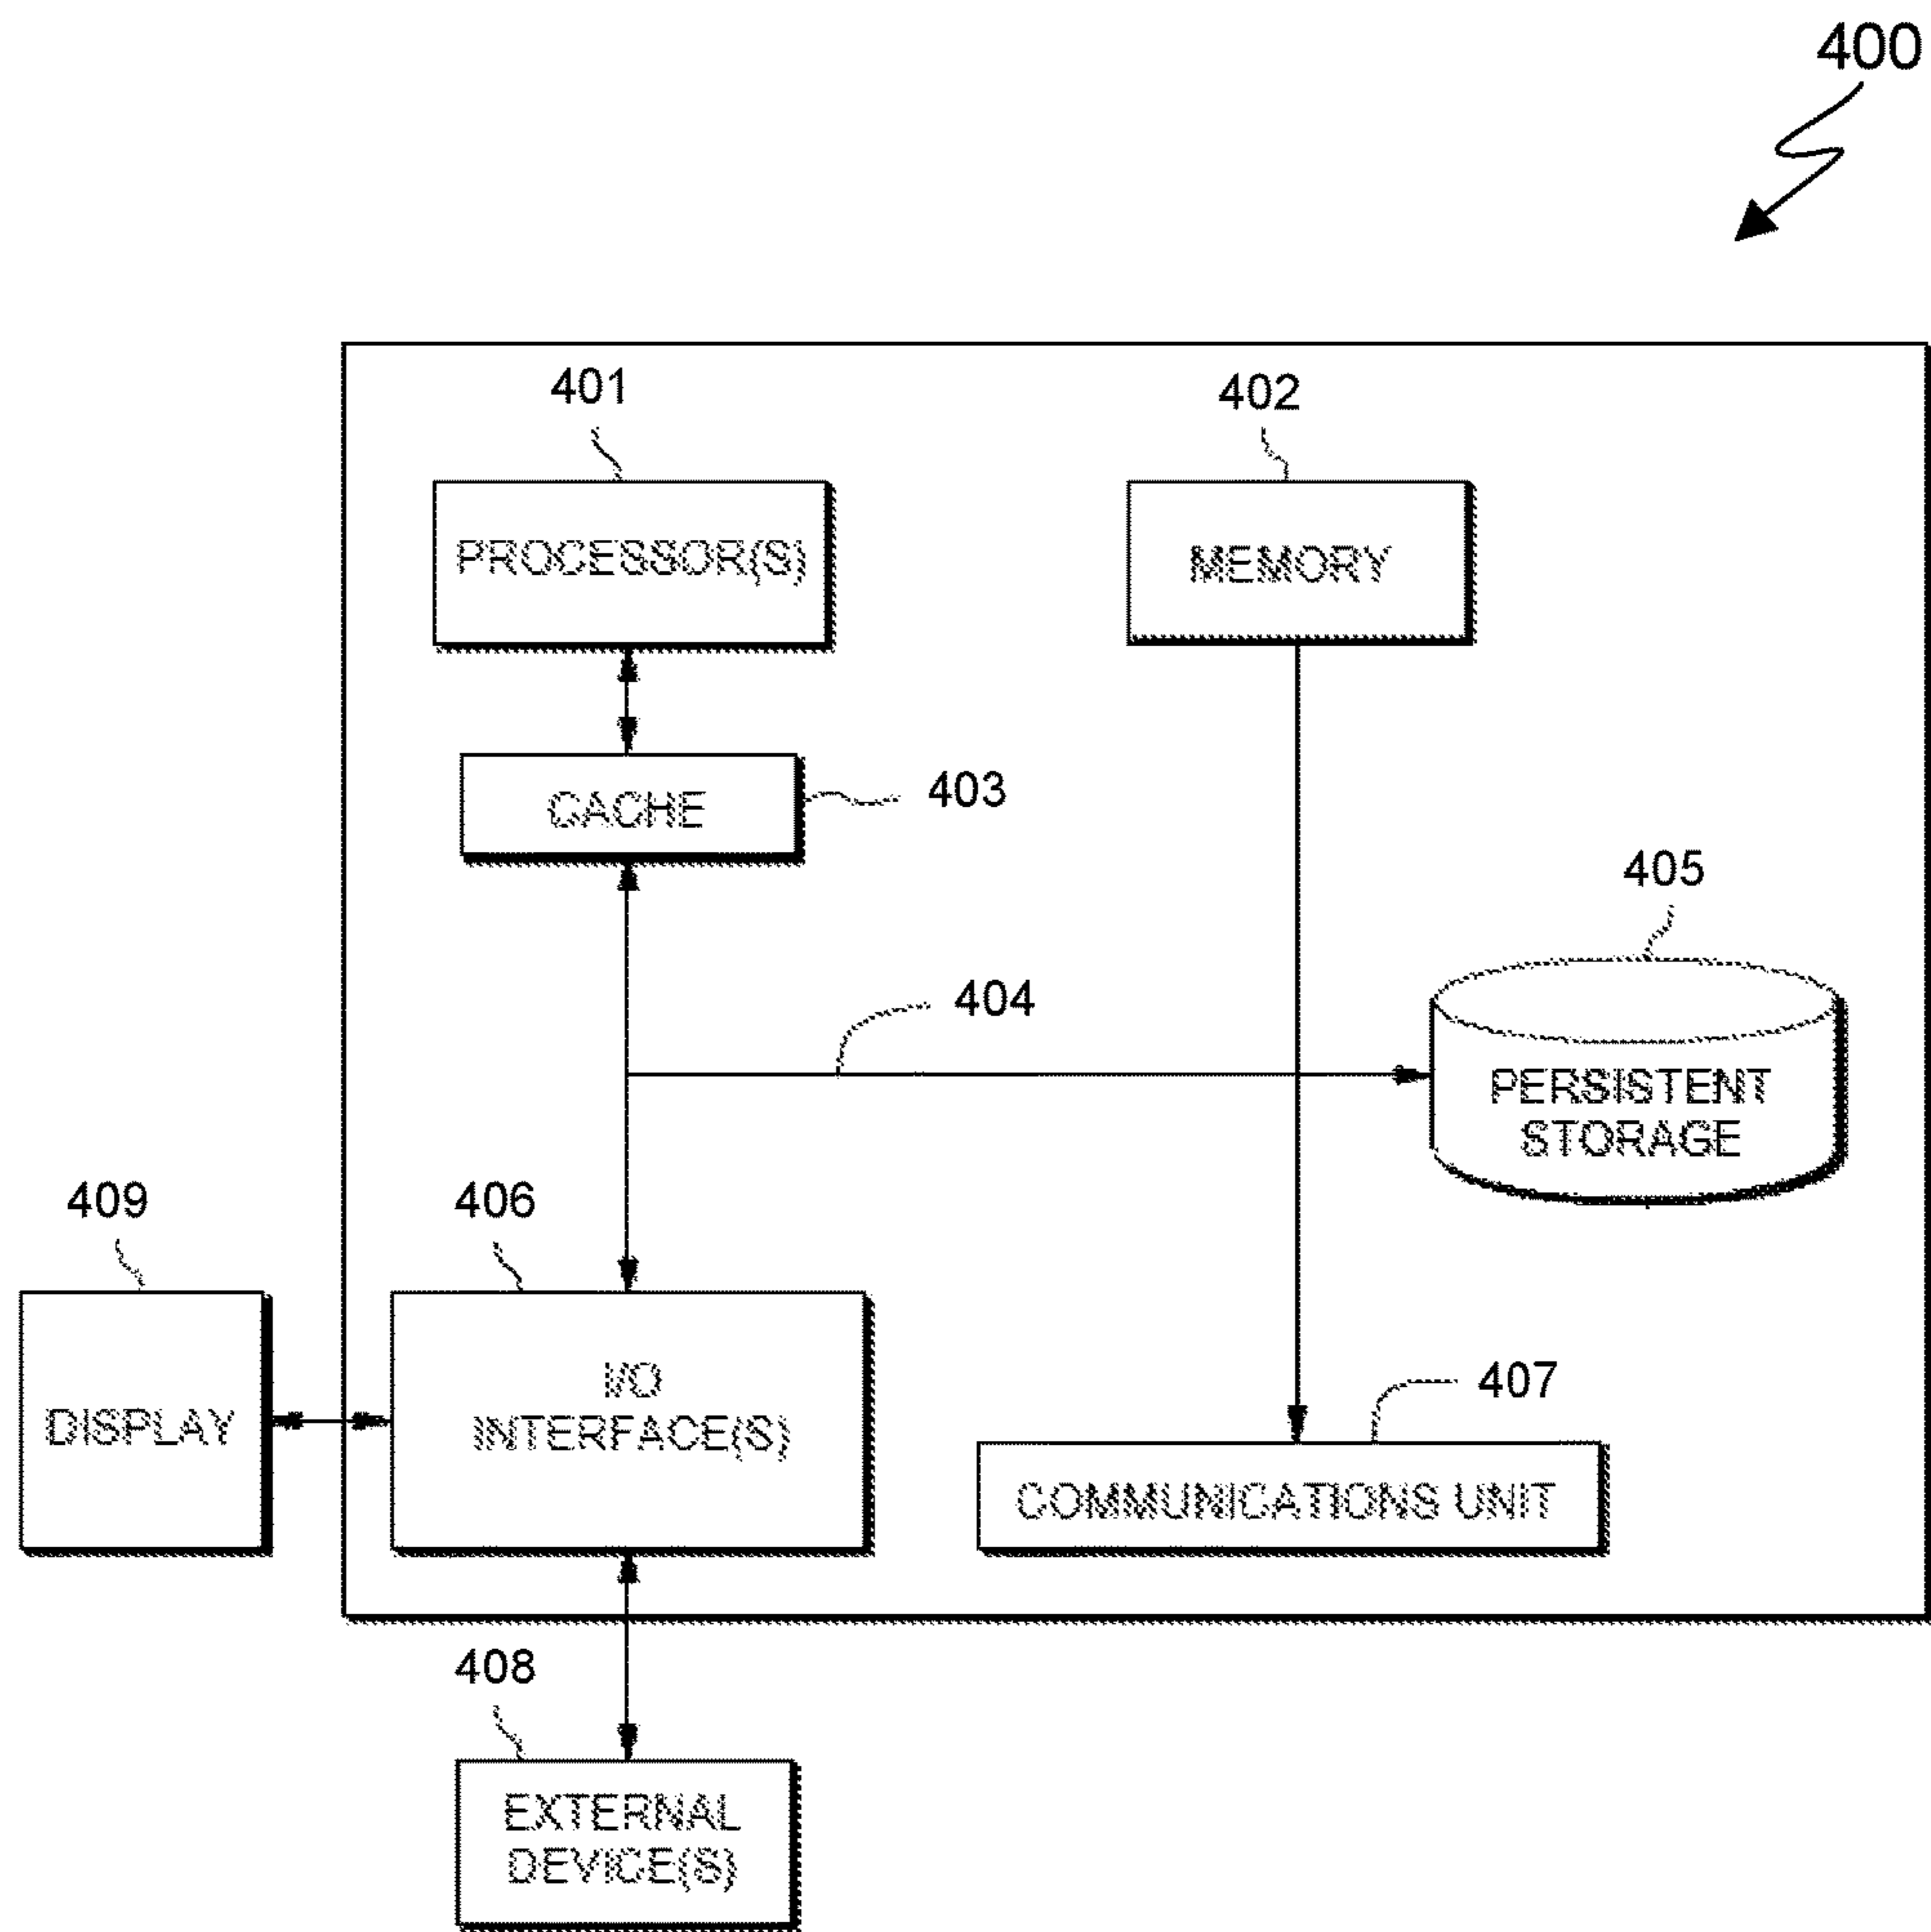 400
401
402
PROCESSOR(S)
MEMORY
CACHE
403
405
404
PERSISTENT
STORAGE
409
406
DISPLAY
I/O
INTERFACE(S)
407
COMMUNICATIONS UNIT
408
EXTERNAL
DEVICE(S)